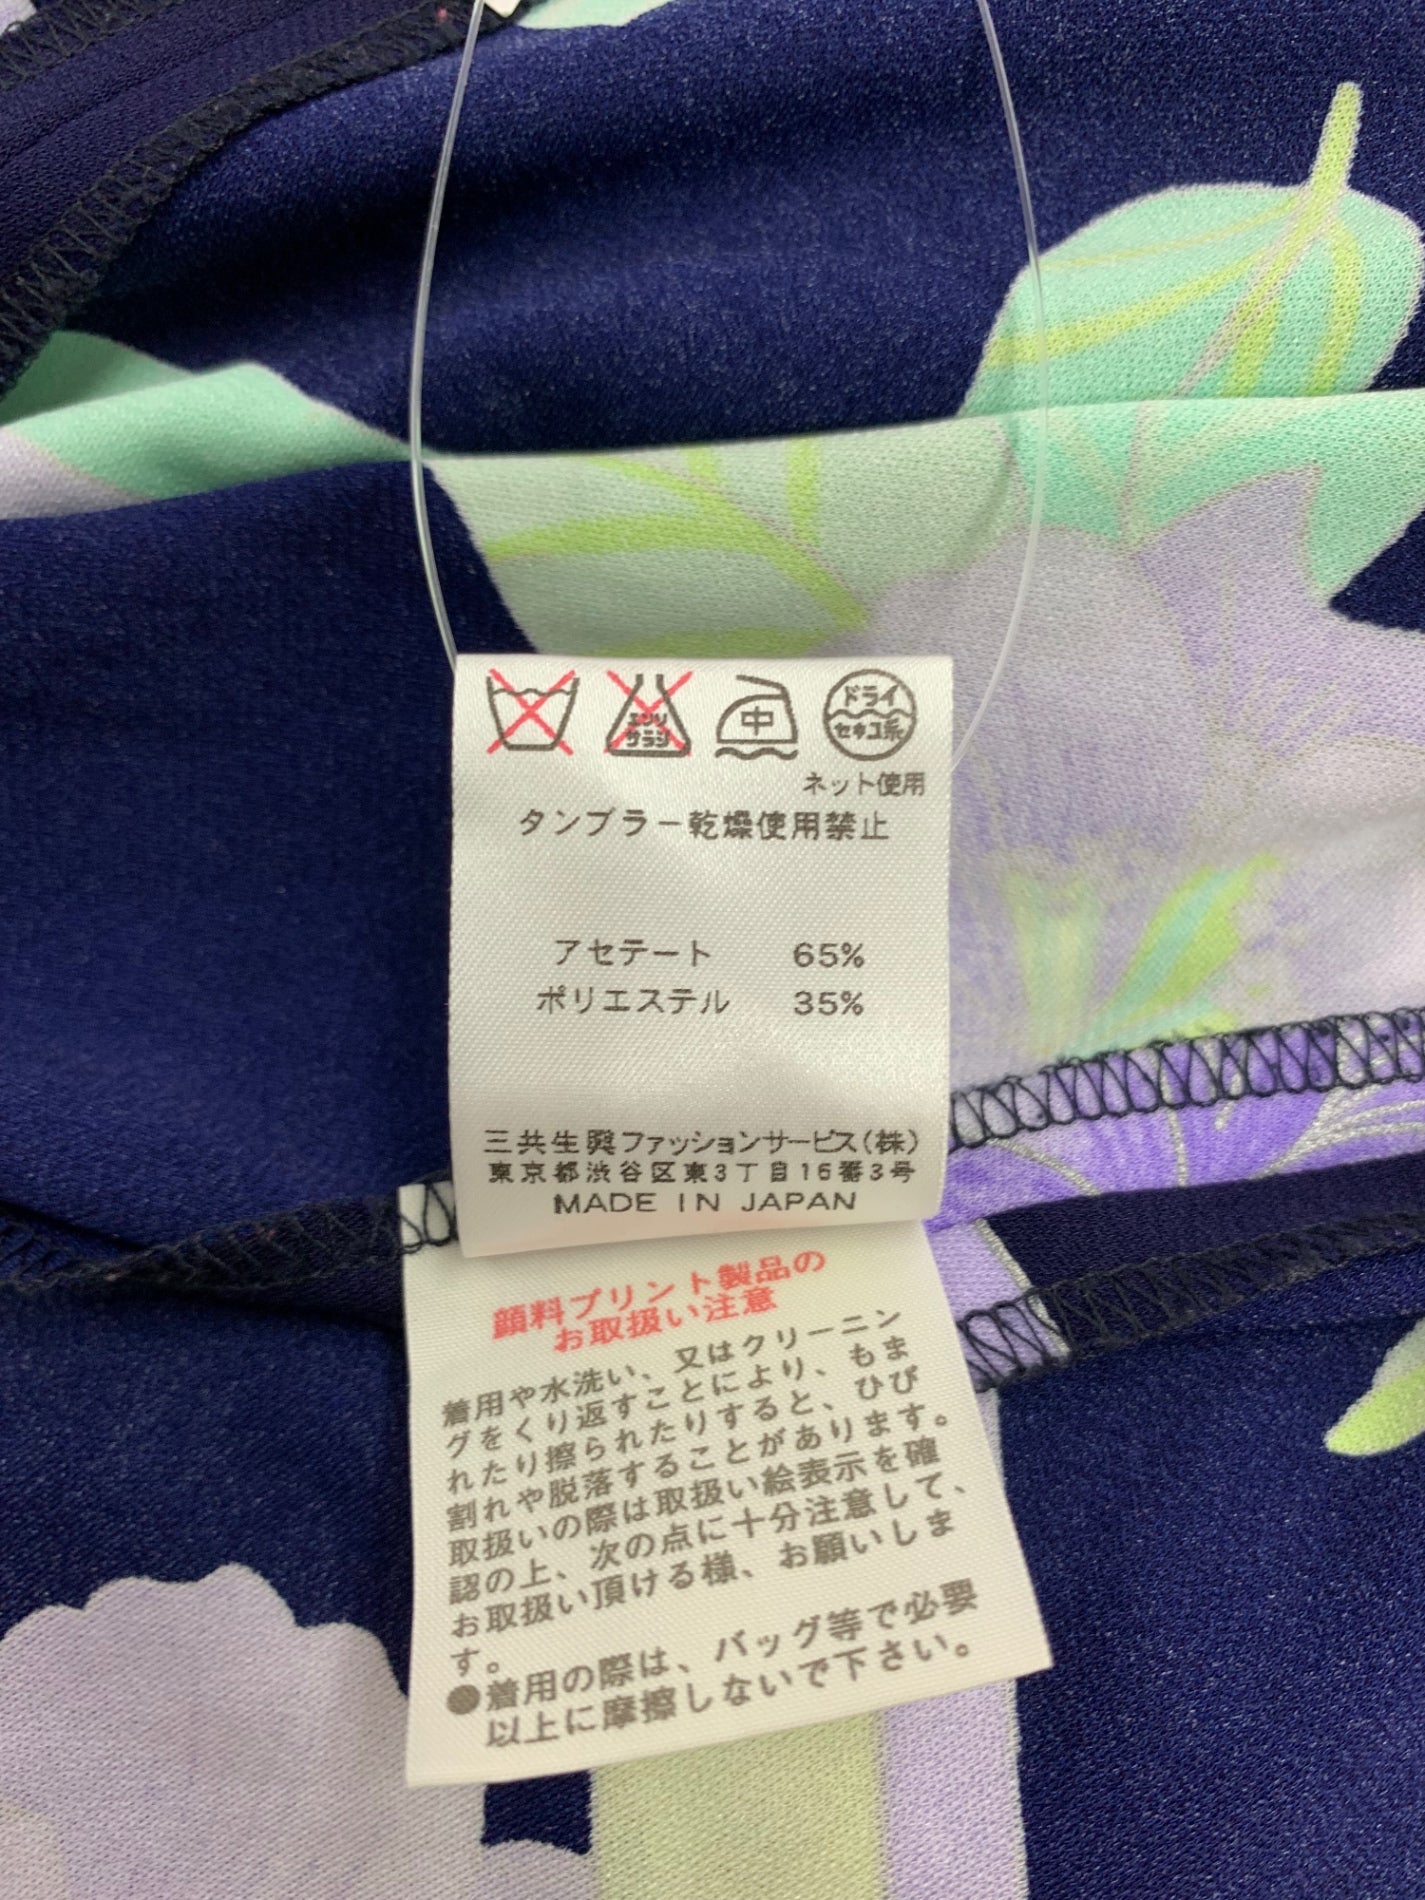 エンソ
サラシ
中
ドライ
セキユ系
ネット使用
タンブラー乾燥使用禁止
アセテート 65%
ポリエステル 35%
三共生興ファッションサービス(株)
東京都渋谷区東3丁目16番3号
MADE IN JAPAN
顔料プリント製品の
お取扱い注意
着用や水洗い、又はクリーニン
グをくり返すことにより、もま
れたり擦られたりすると、ひび
割れや脱落することがあります。
取扱いの際は取扱い絵表示を確
認の上、次の点に十分注意して、
お取扱い頂ける様、お願いしま
す。
●着用の際は、バッグ等で必要
以上に摩擦しないで下さい。